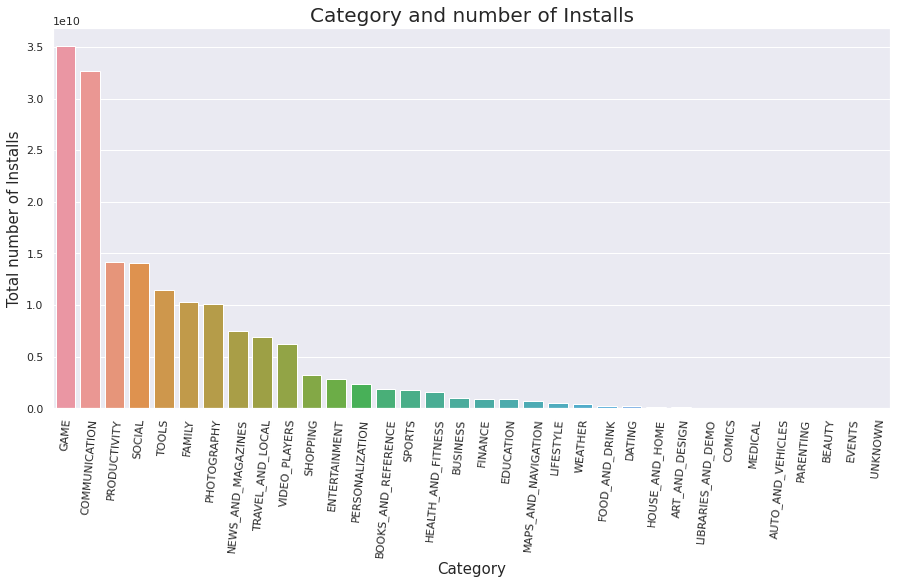 Category and number of Installs
1e10
Total number of Installs
3.5
3.0
2.5
2.0
1.5
1.0
0.5
0.0
GAME
COMMUNICATION
PRODUCTIVITY
SOCIAL
TOOLS
FAMILY
PHOTOGRAPHY
NEWS_AND_MAGAZINES
TRAVEL_AND_LOCAL
VIDEO_PLAYERS
SHOPPING
ENTERTAINMENT
PERSONALIZATION
BOOKS_AND_REFERENCE
SPORTS
HEALTH_AND_FITNESS
BUSINESS
FINANCE
EDUCATION
MAPS_AND_NAVIGATION
LIFESTYLE
WEATHER
FOOD_AND_DRINK
DATING
HOUSE_AND_HOME
ART_AND_DESIGN
LIBRARIES_AND_DEMO
COMICS
MEDICAL
AUTO_AND_VEHICLES
PARENTING
BEAUTY
EVENTS
UNKNOWN
Category